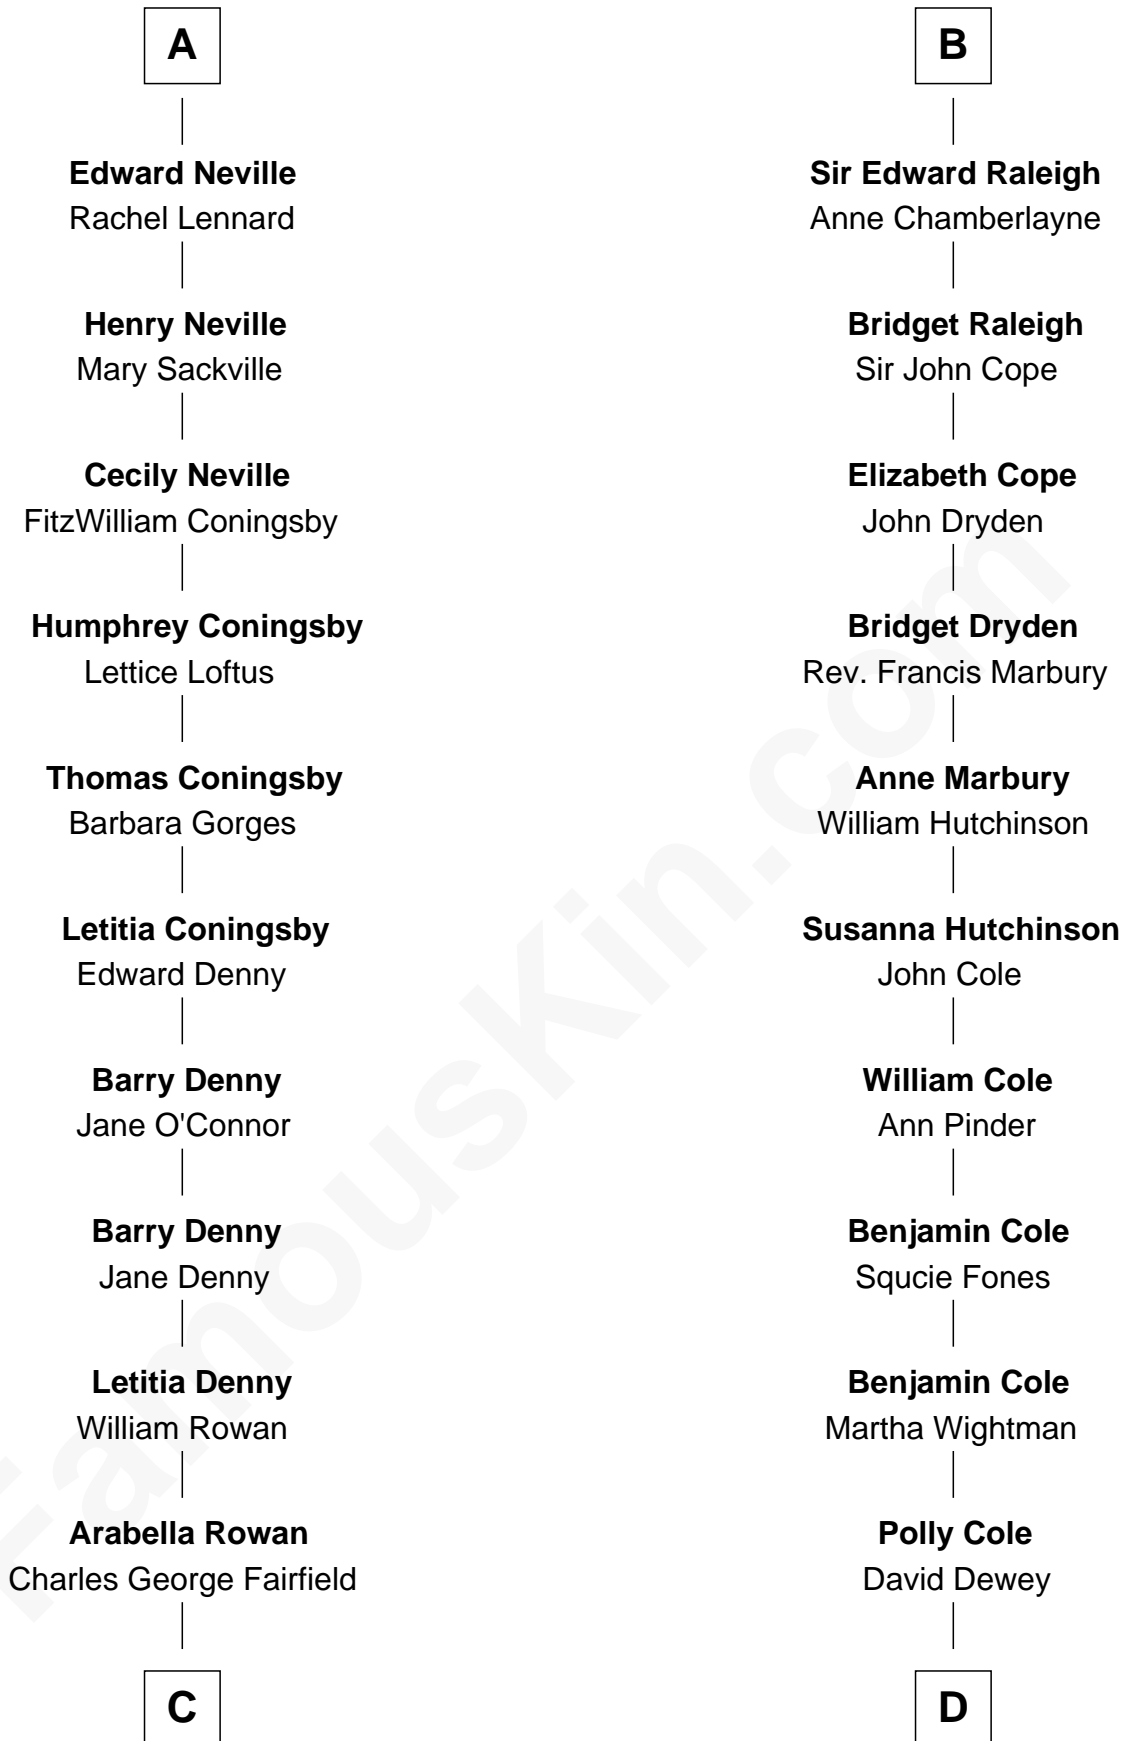 A
Edward Neville
Rachel Lennard
Henry Neville
Mary Sackville
Cecily Neville
FitzWilliam Coningsby
Humphrey Coningsby
Lettice Loftus
Thomas Coningsby
Barbara Gorges
Letitia Coningsby
Edward Denny
Barry Denny
Jane O'Connor
Barry Denny
Jane Denny
Letitia Denny
William Rowan
Arabella Rowan
Charles George Fairfield
C
B
Sir Edward Raleigh
Anne Chamberlayne
Bridget Raleigh
Sir John Cope
Elizabeth Cope
John Dryden
Bridget Dryden
Rev. Francis Marbury
Anne Marbury
William Hutchinson
Susanna Hutchinson
John Cole
William Cole
Ann Pinder
Benjamin Cole
Squcie Fones
Benjamin Cole
Martha Wightman
Polly Cole
David Dewey
D
FamousKin.com